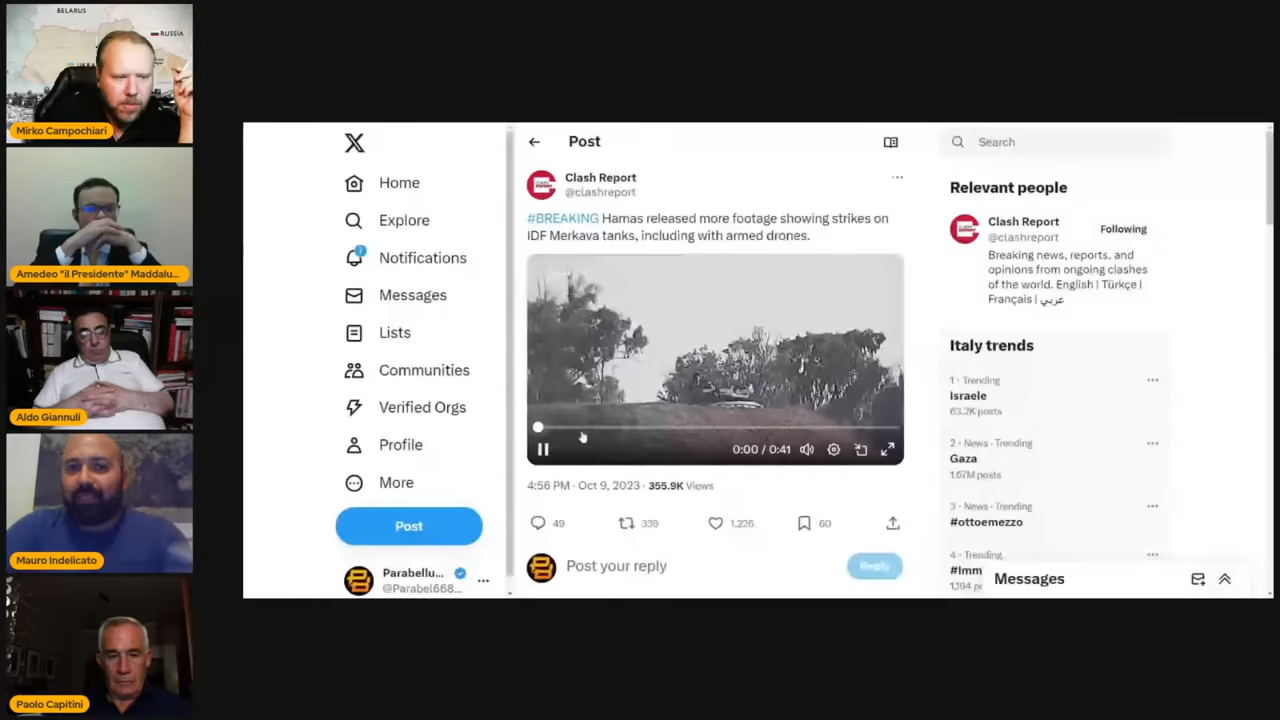 BELARUS
RUSSIA
Mirko Campochiari
Amedeo "il Presidente" Maddalu...
Aldo Giannuli
Mauro Indelicato
Paolo Capitini
Home
Explore
Notifications
Messages
Lists
Communities
Verified Orgs
Profile
More
Post
Parabellu...
@Parabel668...
Post
Clash Report
@clashreport
#BREAKING Hamas released more footage showing strikes on
IDF Merkava tanks, including with armed drones.
0:00 / 0:41
4:56 PM · Oct 9, 2023 · 355.9K Views
49
339
1,226
60
Post your reply
Reply
Search
Relevant people
Clash Report
@clashreport
Following
Breaking news, reports, and
opinions from ongoing clashes
of the world. English | Türkçe |
Français | عربي
Italy trends
1 · Trending
Israele
63.2K posts
2 · News · Trending
Gaza
1.67M posts
3 · News · Trending
#ottoemezzo
4 · Trending
#Imm
1,194 po
Messages